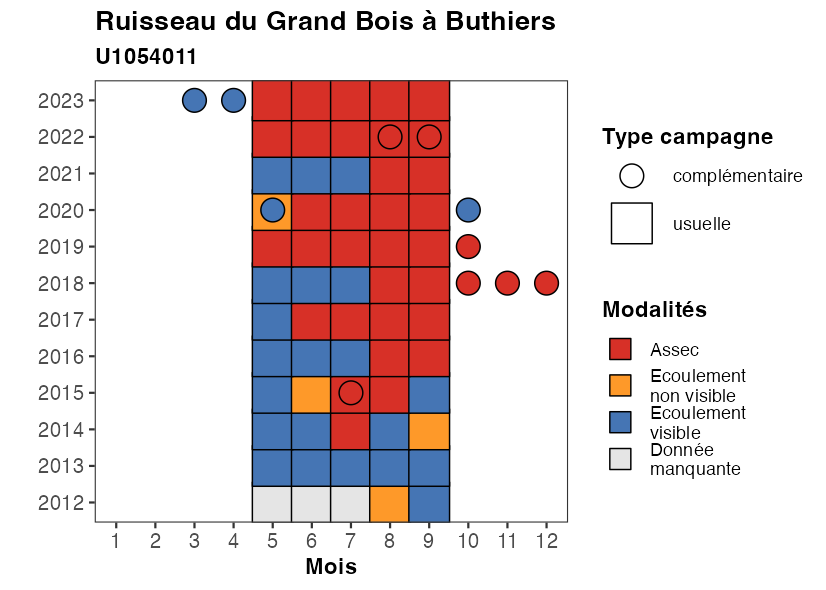 Ruisseau du Grand Bois à Buthiers
U1054011
2023
2022
2021
2020
2019
2018
2017
2016
2015
2014
2013
2012
1 2 3 4 5 6 7 8 9 10 11 12
Mois
Type campagne
complémentaire
usuelle
Modalités
Assec
Ecoulement
non visible
Ecoulement
visible
Donnée
manquante